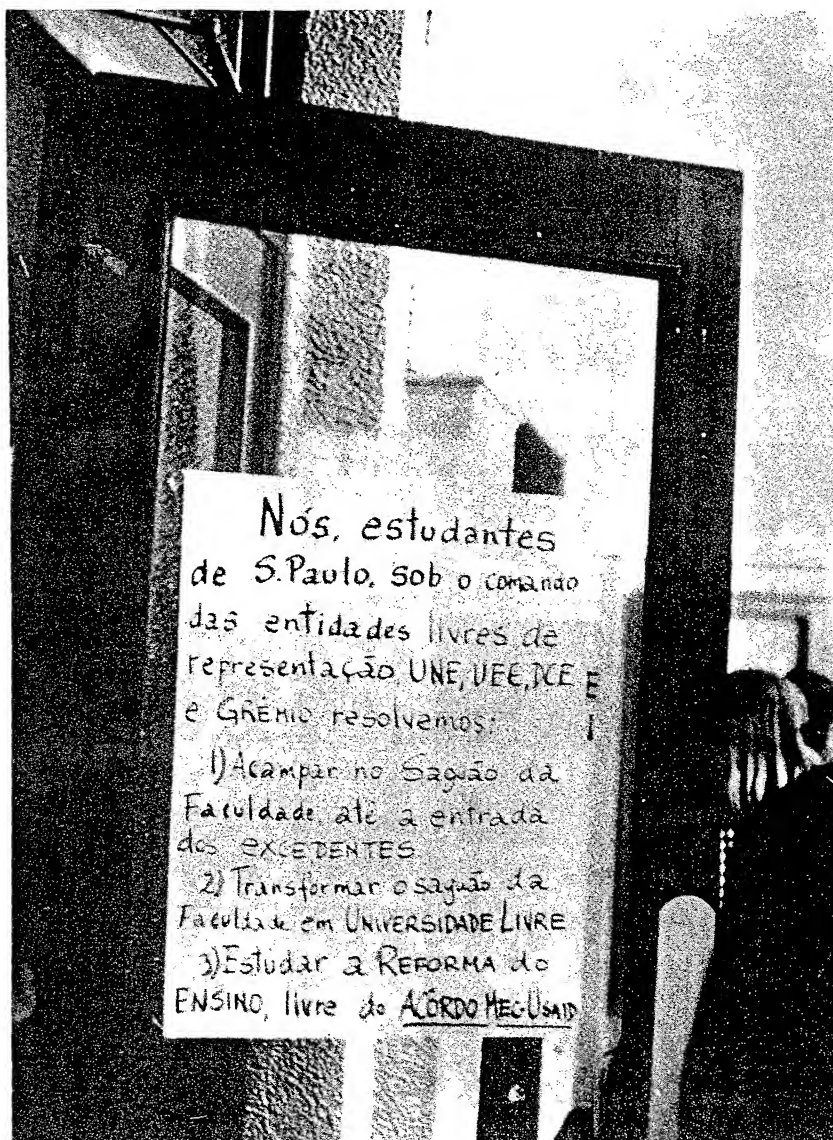 Nós, estudantes
de S. Paulo, sob o comando
das entidades livres de
representação UNE, UEE, DCE
e GRÊMIO resolvemos:
1) Acampar no Saguão da
Faculdade até a entrada
dos EXCEDENTES
2) Transformar o saguão da
Faculdade em UNIVERSIDADE LIVRE
3) Estudar a REFORMA do
ENSINO, livre do ACÔRDO MEC-USAID
E
I